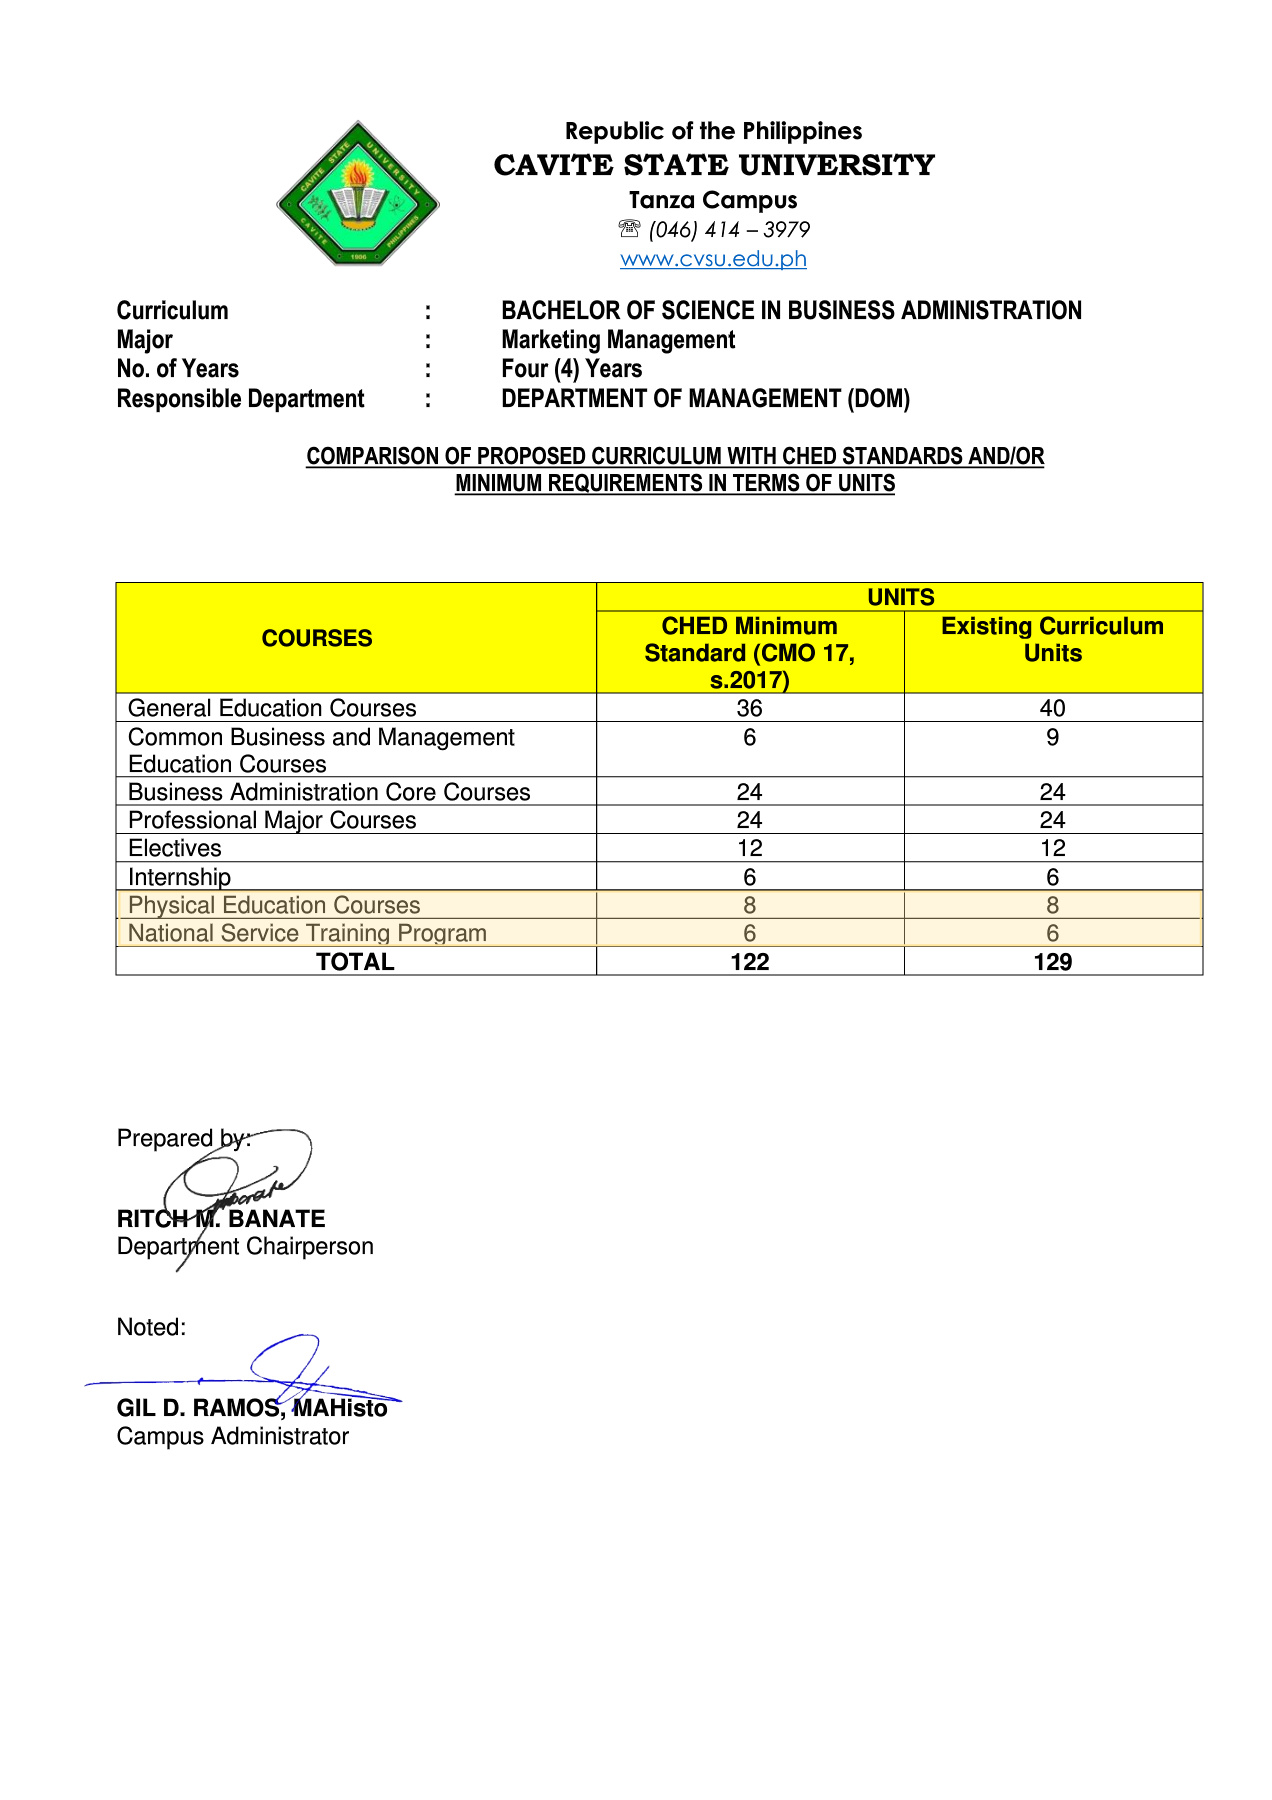 CAVITE STATE UNIVERSITY
CAVITE
PHILIPPINES
1906
Republic of the Philippines
CAVITE STATE UNIVERSITY
Tanza Campus
☏ (046) 414 – 3979
www.cvsu.edu.ph
Curriculum : BACHELOR OF SCIENCE IN BUSINESS ADMINISTRATION
Major : Marketing Management
No. of Years : Four (4) Years
Responsible Department : DEPARTMENT OF MANAGEMENT (DOM)
COMPARISON OF PROPOSED CURRICULUM WITH CHED STANDARDS AND/OR
MINIMUM REQUIREMENTS IN TERMS OF UNITS
COURSES
UNITS
CHED Minimum
Standard (CMO 17,
s.2017)
Existing Curriculum
Units
General Education Courses 36 40
Common Business and Management 6 9
Education Courses
Business Administration Core Courses 24 24
Professional Major Courses 24 24
Electives 12 12
Internship 6 6
Physical Education Courses 8 8
National Service Training Program 6 6
TOTAL 122 129
Prepared by:
RITCH M. BANATE
Department Chairperson
Noted:
GIL D. RAMOS, MAHisto
Campus Administrator